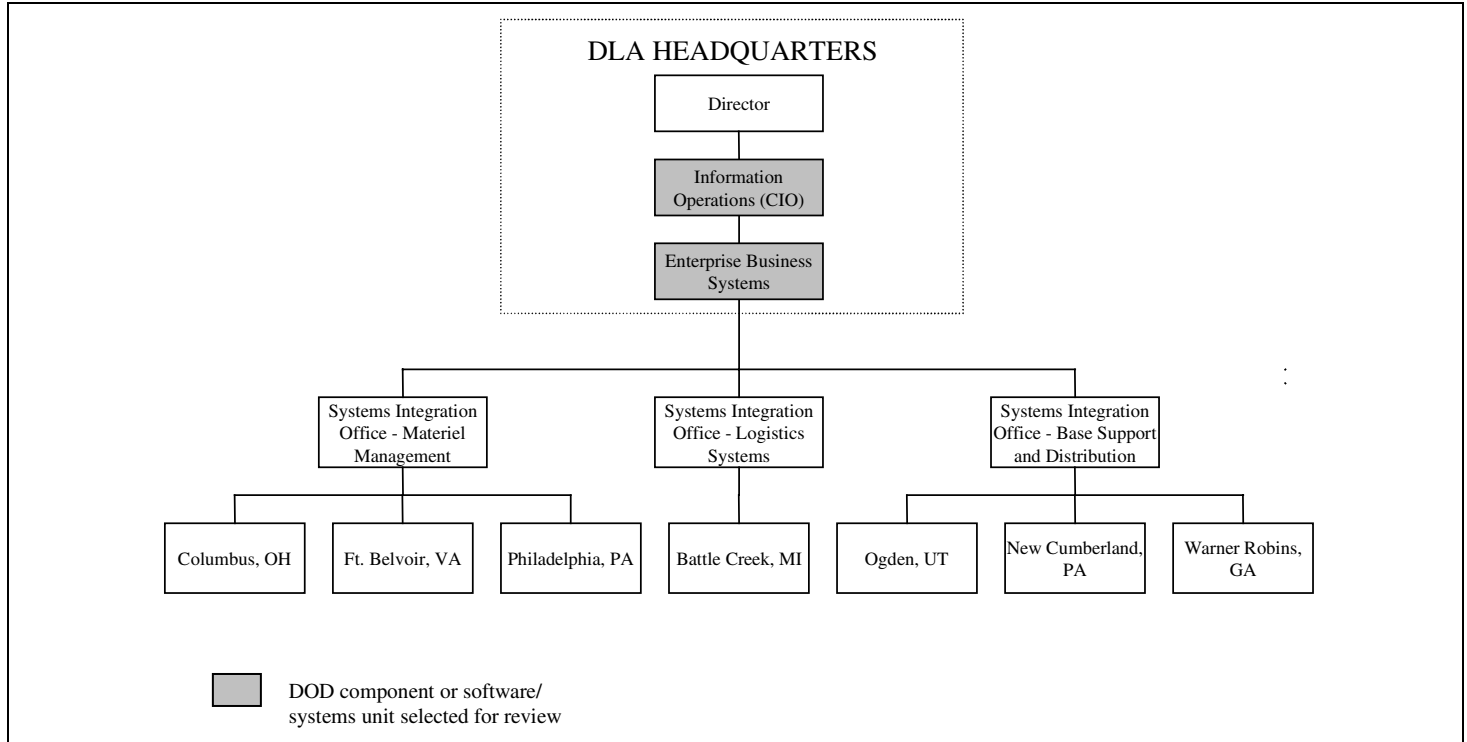 DLA HEADQUARTERS
Director
Information
Operations (CIO)
Enterprise Business
Systems
Systems Integration
Office - Materiel
Management
Systems Integration
Office - Logistics
Systems
Systems Integration
Office - Base Support
and Distribution
Columbus, OH
Ft. Belvoir, VA
Philadelphia, PA
Battle Creek, MI
Ogden, UT
New Cumberland,
PA
Warner Robins,
GA
DOD component or software/
systems unit selected for review